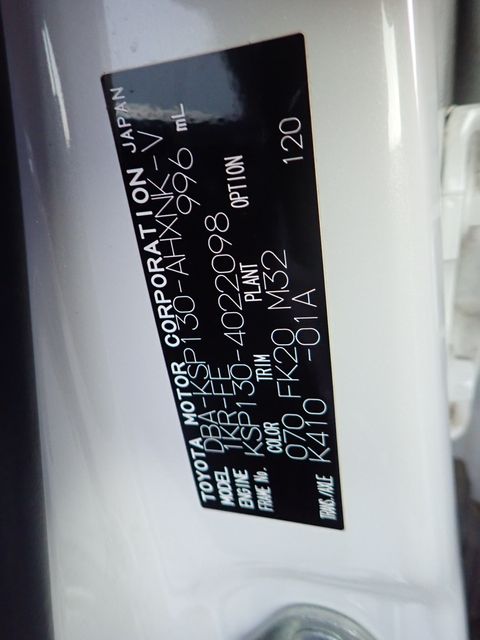 TOYOTA MOTOR CORPORATION JAPAN
MODEL DBA-KSP130-AHXNK-V
ENGINE 1KR-FE 996 mL
FRAME No. KSP130-4022098
COLOR TRIM PLANT OPTION
070 FK20 M32 120
TRANS./AXLE K410 -01A